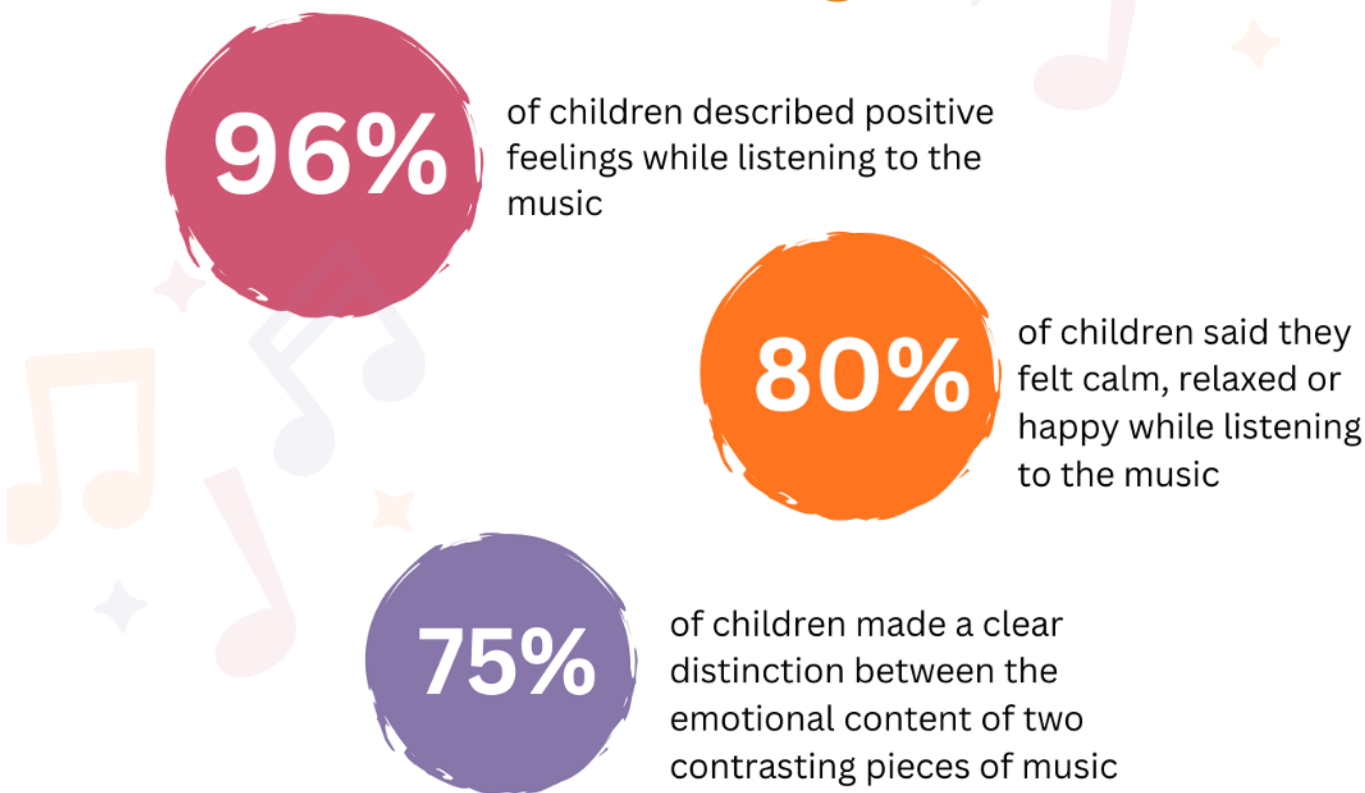 96%
of children described positive
feelings while listening to the
music
80%
of children said they
felt calm, relaxed or
happy while listening
to the music
75%
of children made a clear
distinction between the
emotional content of two
contrasting pieces of music